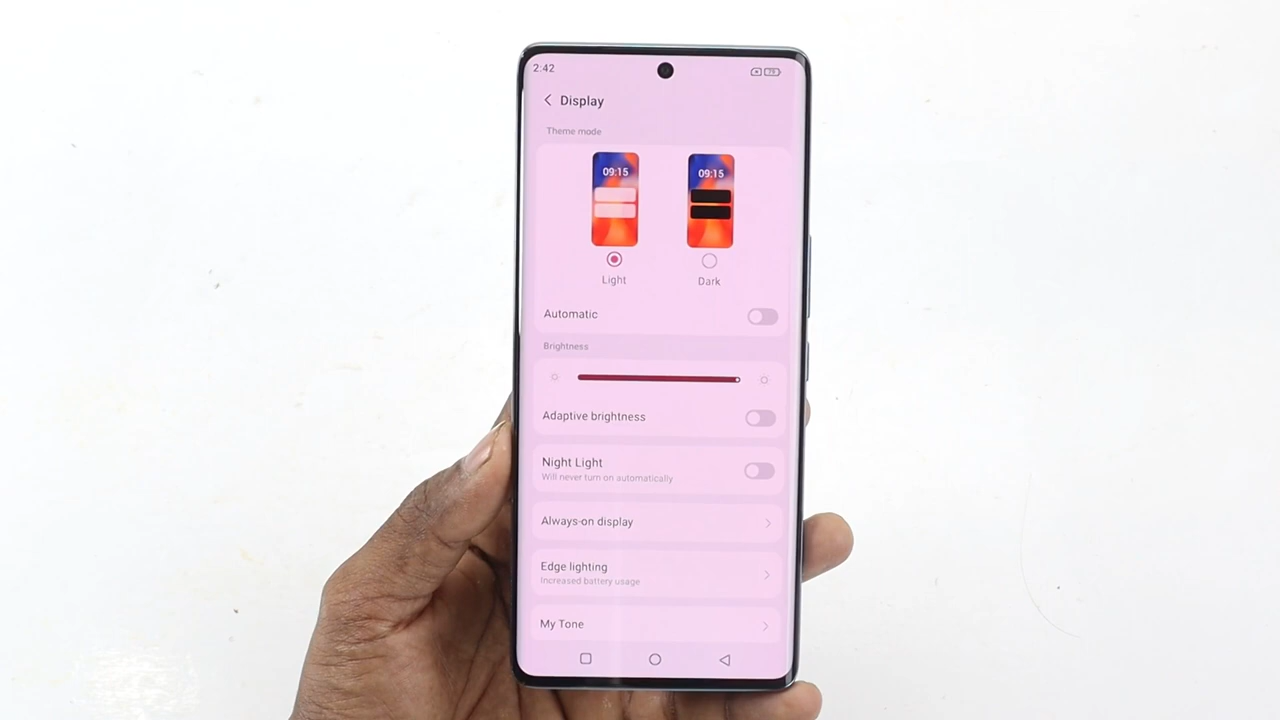 2:42
79
Display
Theme mode
09:15
09:15
Light
Dark
Automatic
Brightness
Adaptive brightness
Night Light
Will never turn on automatically
Always-on display
Edge lighting
Increased battery usage
My Tone